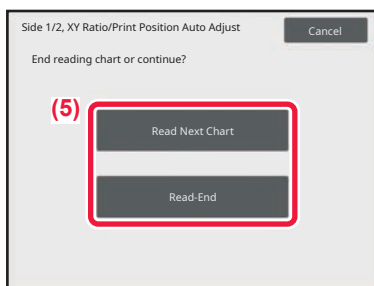 Side 1/2, XY Ratio/Print Position Auto Adjust
Cancel
End reading chart or continue?
(5)
Read Next Chart
Read-End